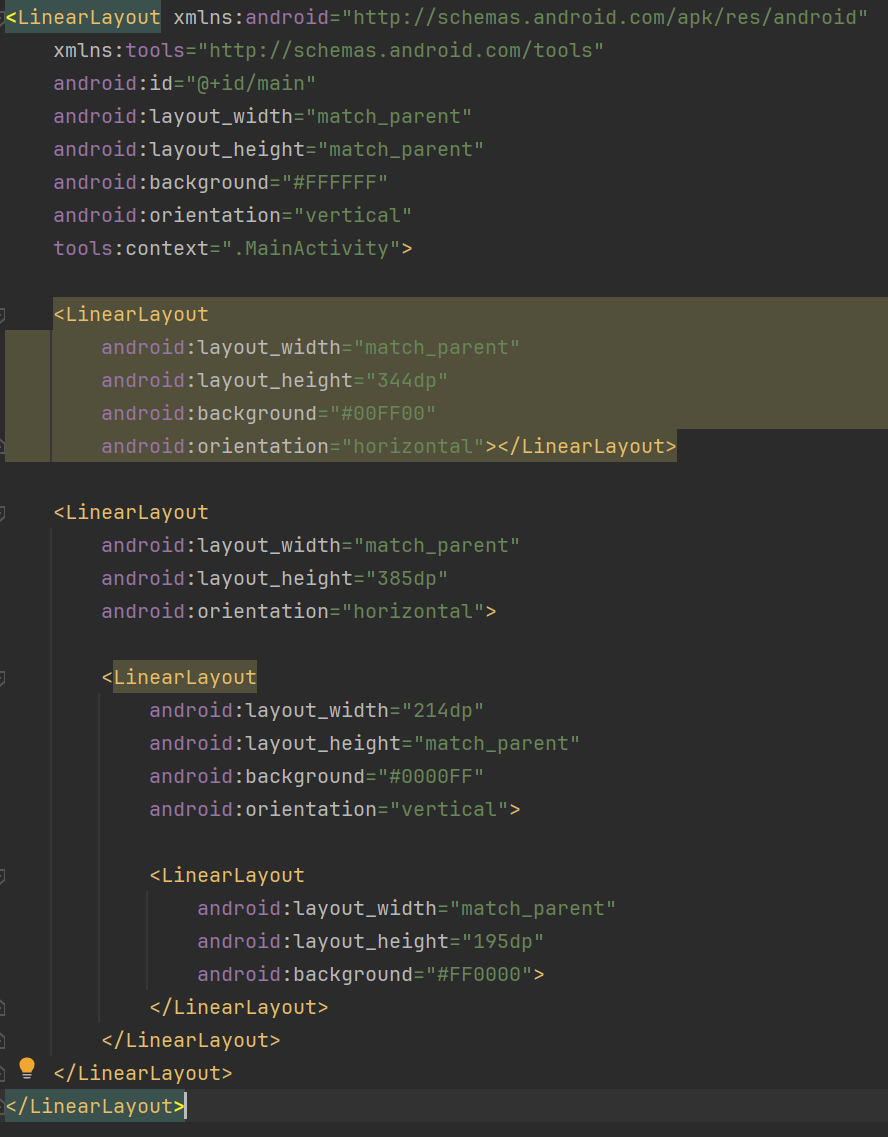 <LinearLayout xmlns:android="http://schemas.android.com/apk/res/android"
    xmlns:tools="http://schemas.android.com/tools"
    android:id="@+id/main"
    android:layout_width="match_parent"
    android:layout_height="match_parent"
    android:background="#FFFFFF"
    android:orientation="vertical"
    tools:context=".MainActivity">

    <LinearLayout
        android:layout_width="match_parent"
        android:layout_height="344dp"
        android:background="#00FF00"
        android:orientation="horizontal"></LinearLayout>

    <LinearLayout
        android:layout_width="match_parent"
        android:layout_height="385dp"
        android:orientation="horizontal">

        <LinearLayout
            android:layout_width="214dp"
            android:layout_height="match_parent"
            android:background="#0000FF"
            android:orientation="vertical">

            <LinearLayout
                android:layout_width="match_parent"
                android:layout_height="195dp"
                android:background="#FF0000">
            </LinearLayout>
        </LinearLayout>
    </LinearLayout>
</LinearLayout>